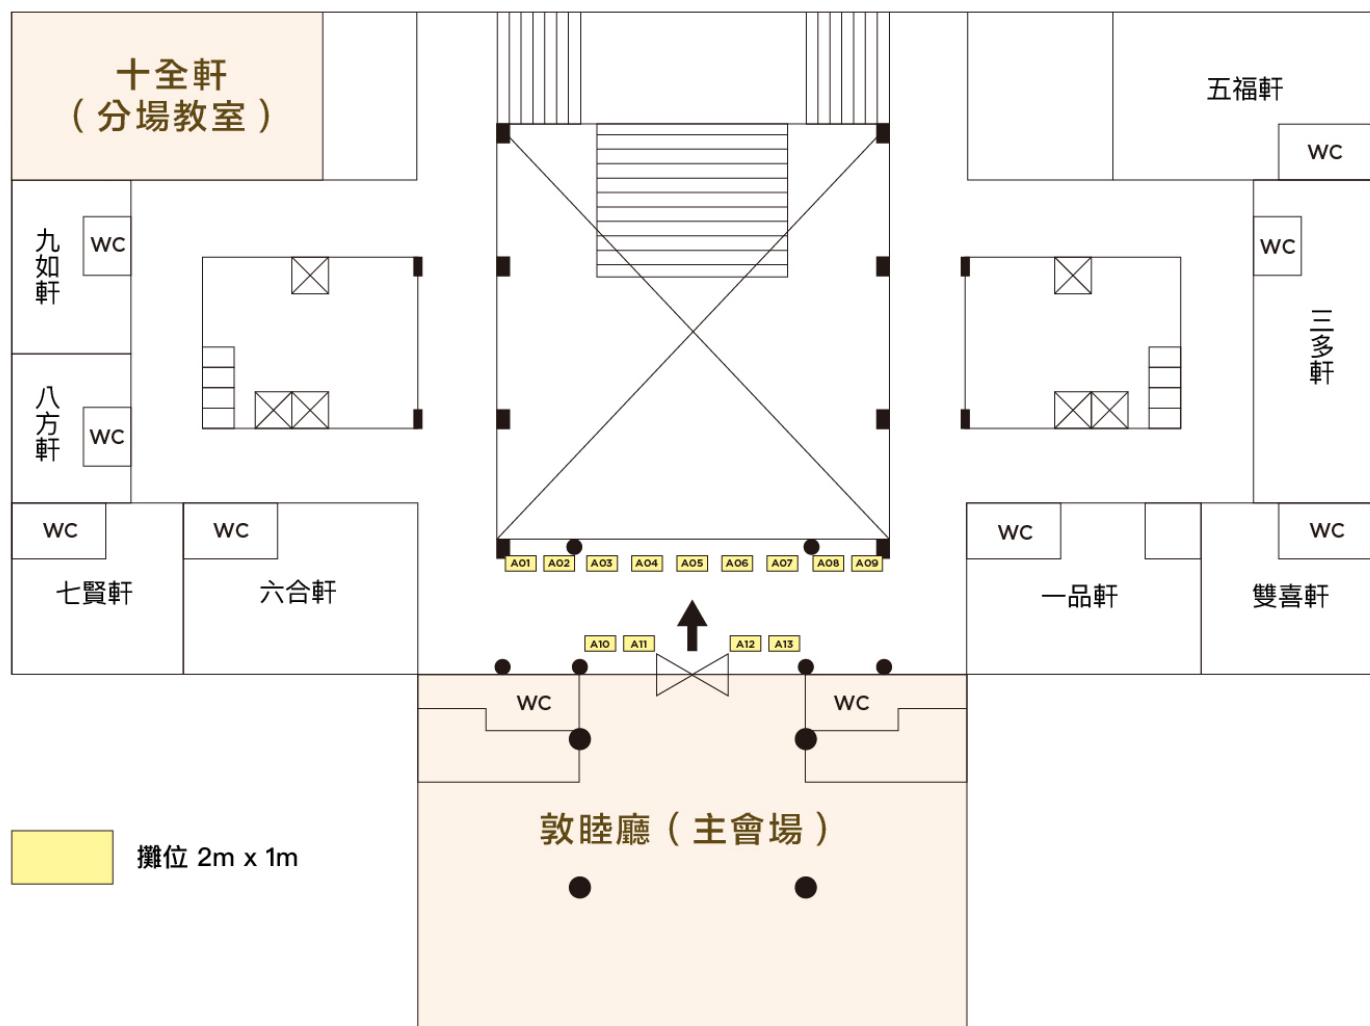 十全軒
（分場教室）
五福軒
WC
九如軒
WC
WC
三多軒
八方軒
WC
WC
WC
WC
WC
七賢軒
六合軒
一品軒
雙喜軒
A01 A02 A03 A04 A05 A06 A07 A08 A09
A10 A11 A12 A13
WC
WC
敦睦廳（主會場）
攤位 2m x 1m